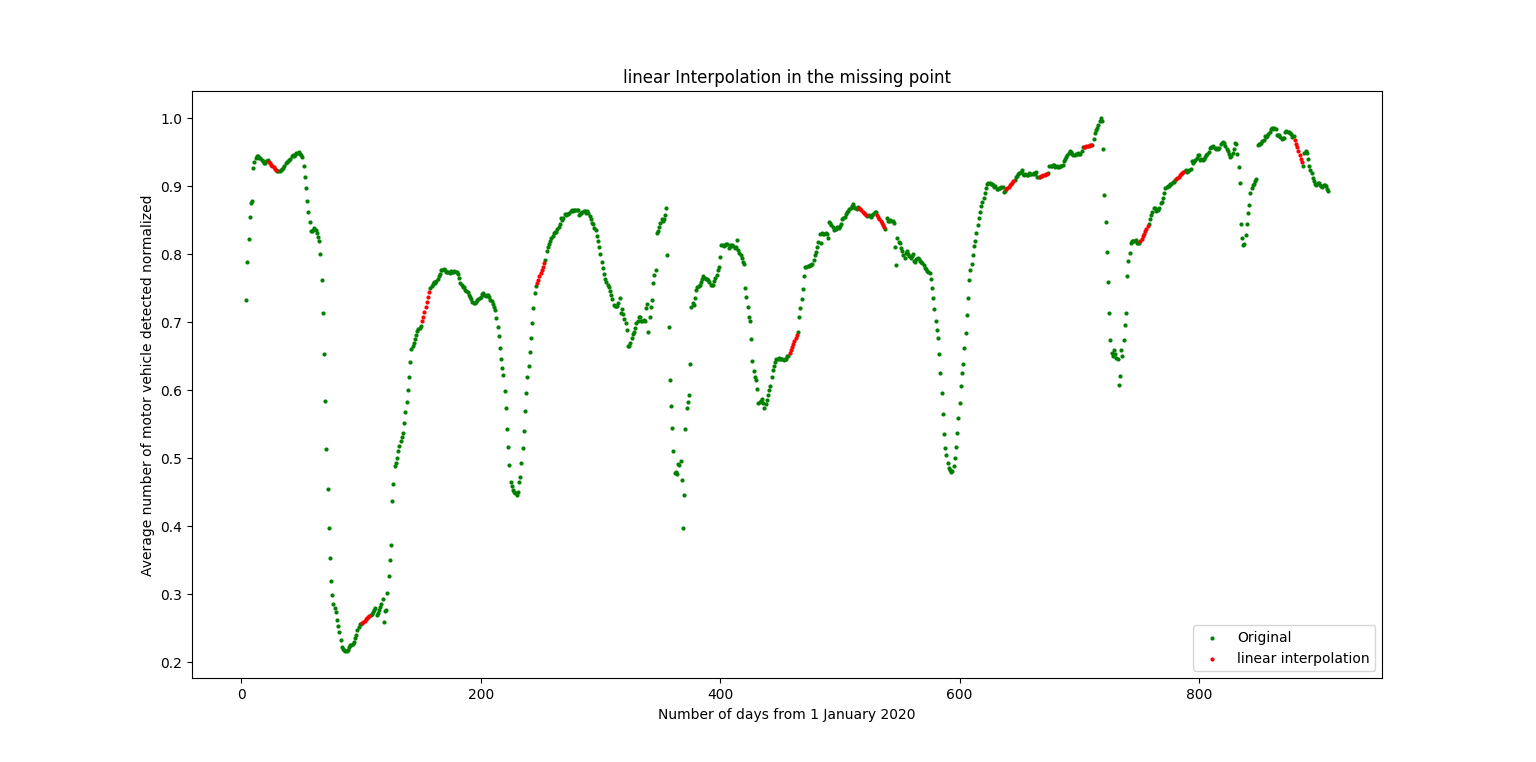 linear Interpolation in the missing point
Average number of motor vehicle detected normalized
1.0
0.9
0.8
0.7
0.6
0.5
0.4
0.3
0.2
Original
linear interpolation
0 200 400 600 800
Number of days from 1 January 2020